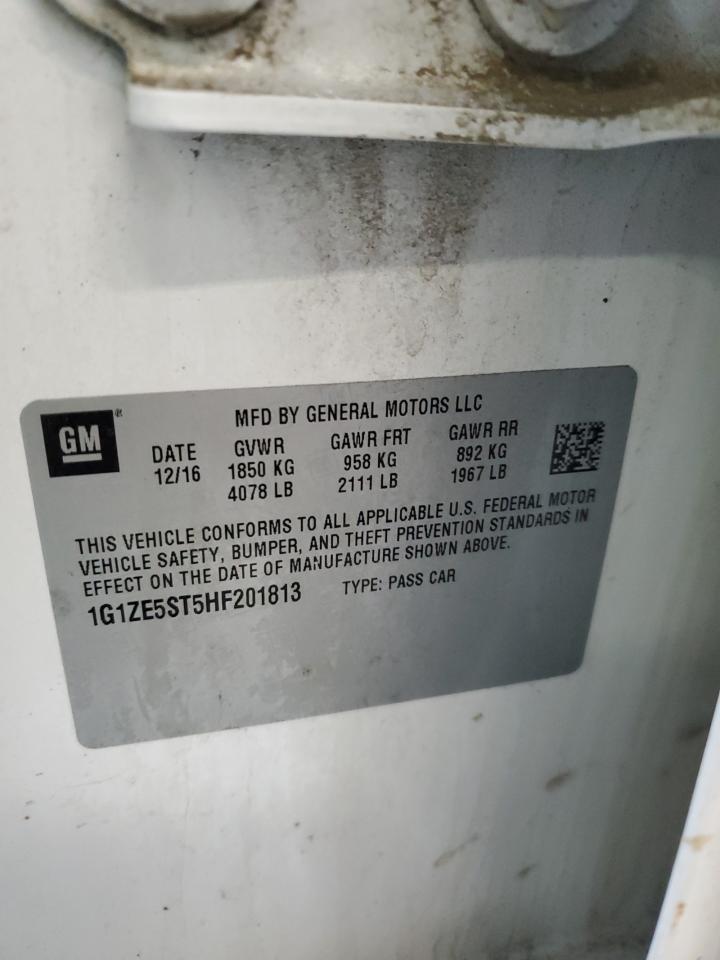 GM ®
MFD BY GENERAL MOTORS LLC
DATE GVWR GAWR FRT GAWR RR
12/16 1850 KG 958 KG 892 KG
4078 LB 2111 LB 1967 LB
THIS VEHICLE CONFORMS TO ALL APPLICABLE U.S. FEDERAL MOTOR
VEHICLE SAFETY, BUMPER, AND THEFT PREVENTION STANDARDS IN
EFFECT ON THE DATE OF MANUFACTURE SHOWN ABOVE.
1G1ZE5ST5HF201813 TYPE: PASS CAR